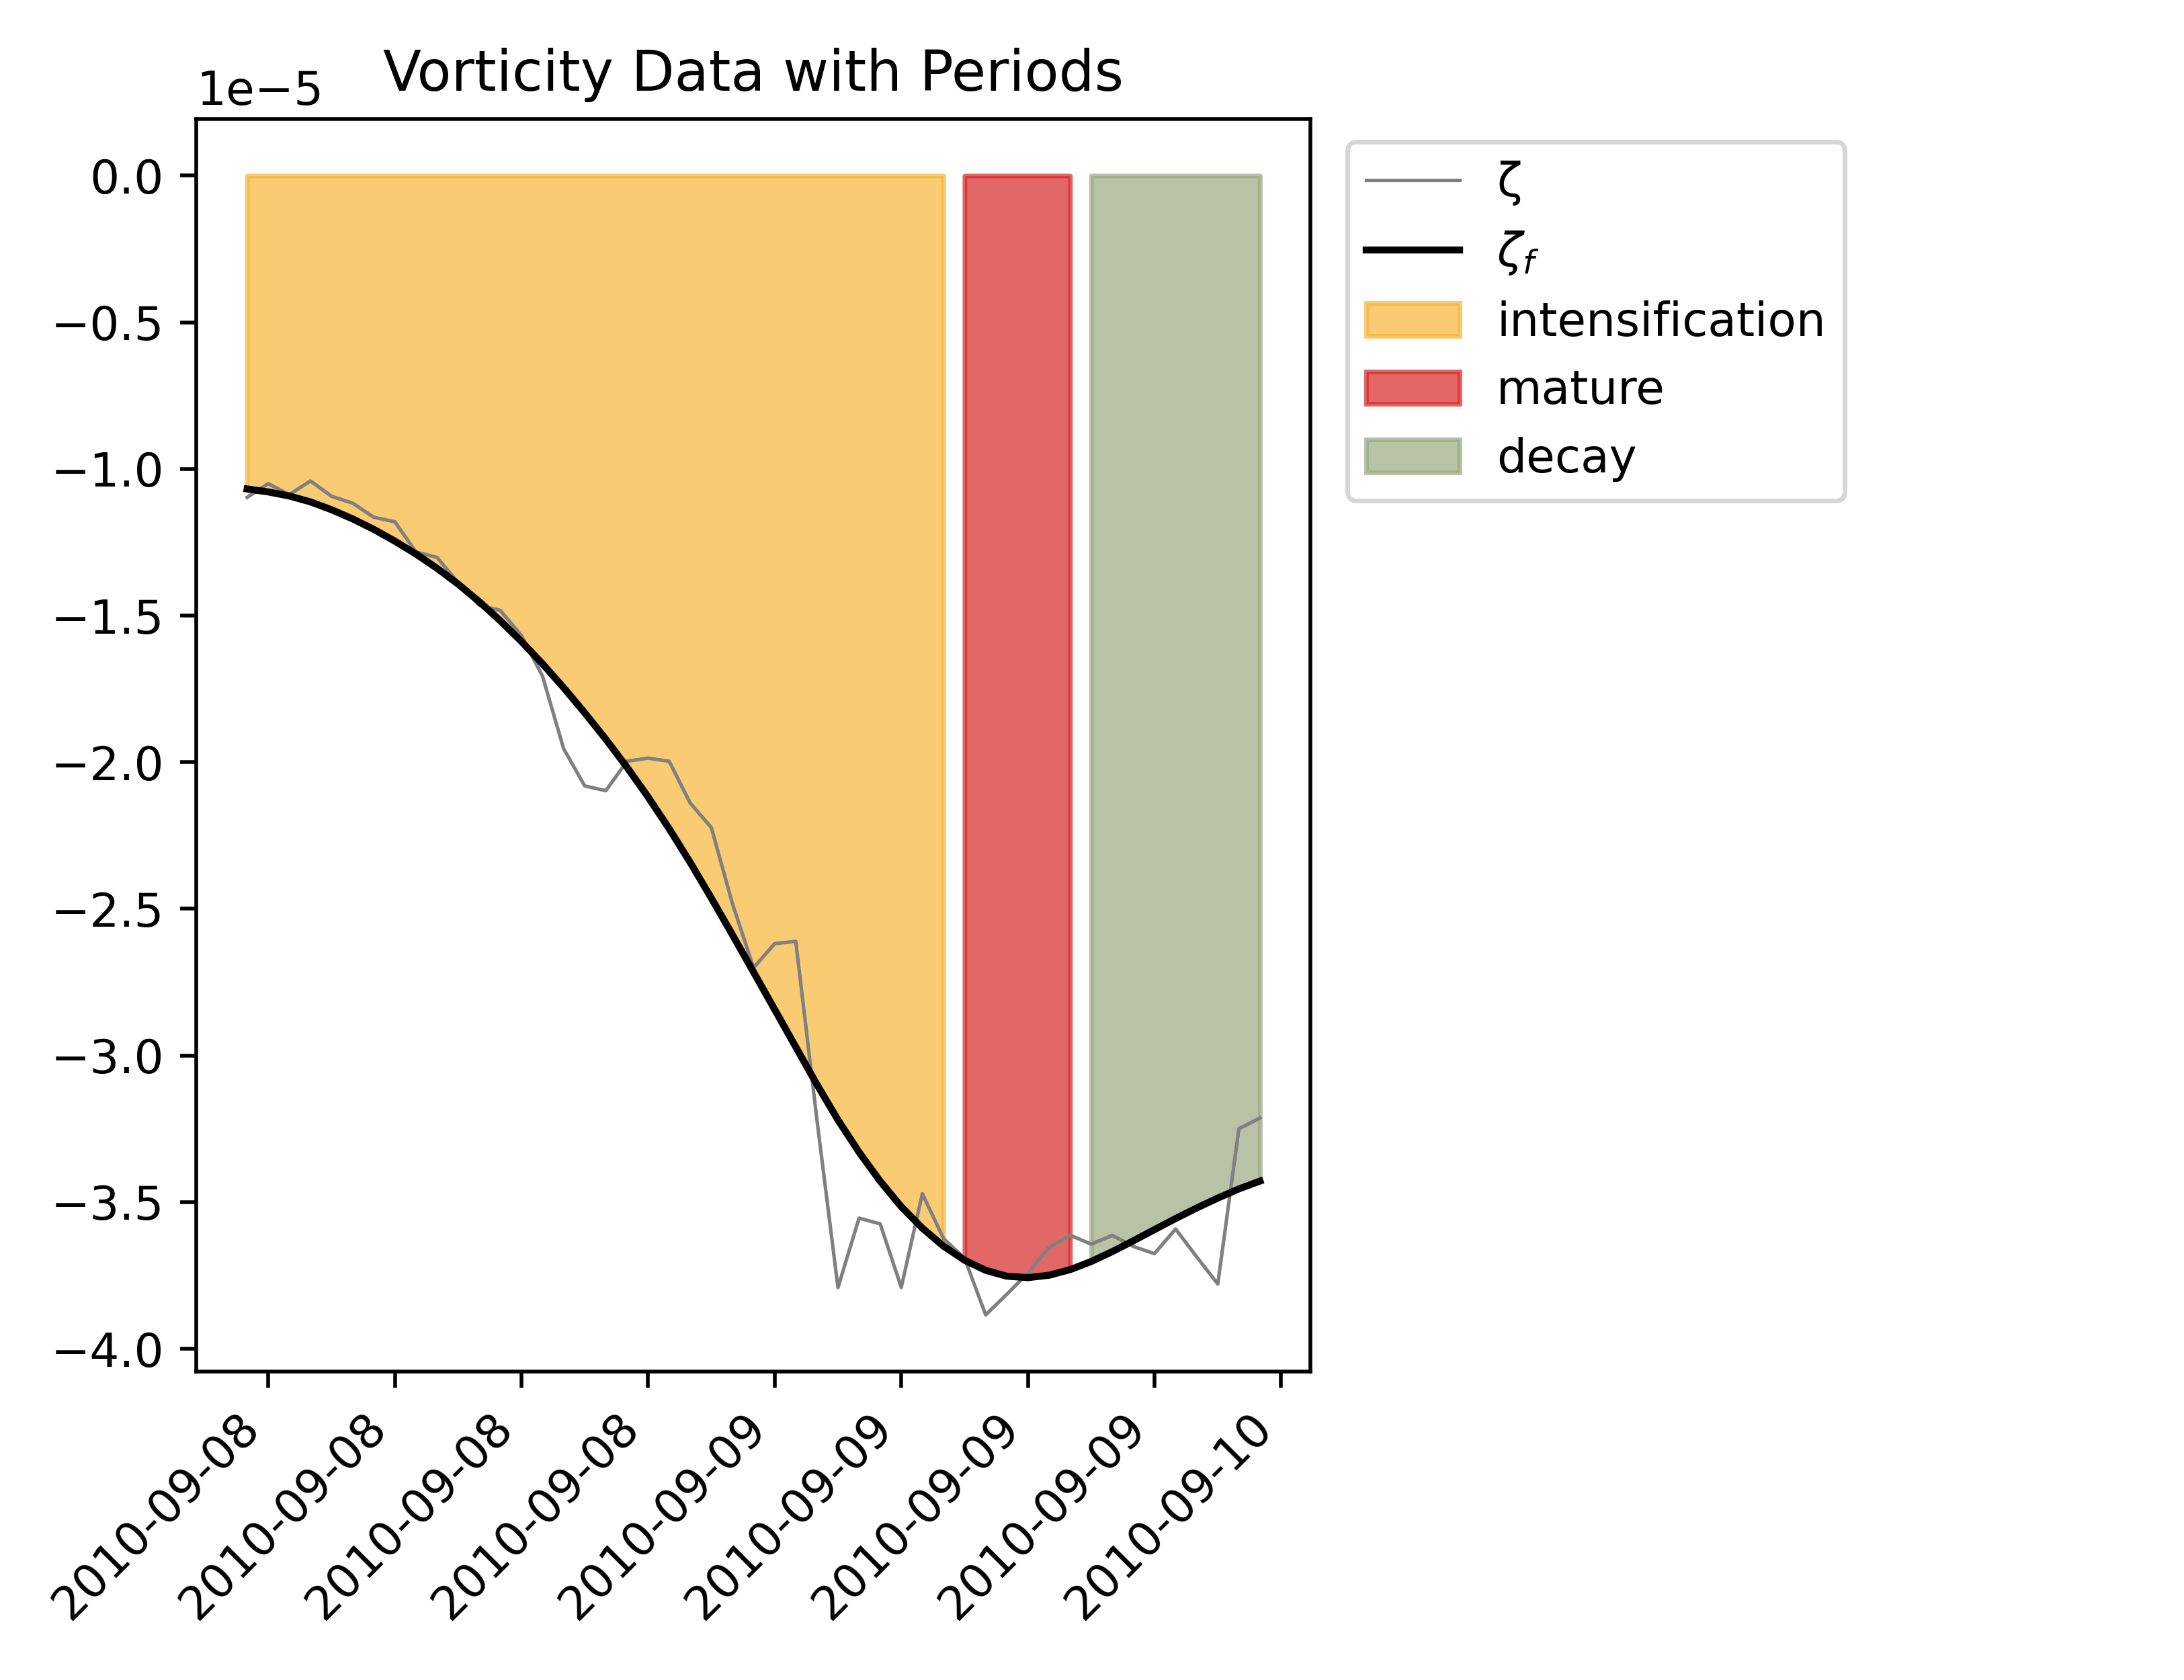 Vorticity Data with Periods
1e−5
0.0
−0.5
−1.0
−1.5
−2.0
−2.5
−3.0
−3.5
−4.0
2010-09-08
2010-09-08
2010-09-08
2010-09-08
2010-09-09
2010-09-09
2010-09-09
2010-09-09
2010-09-10
ζ
ζf
intensification
mature
decay